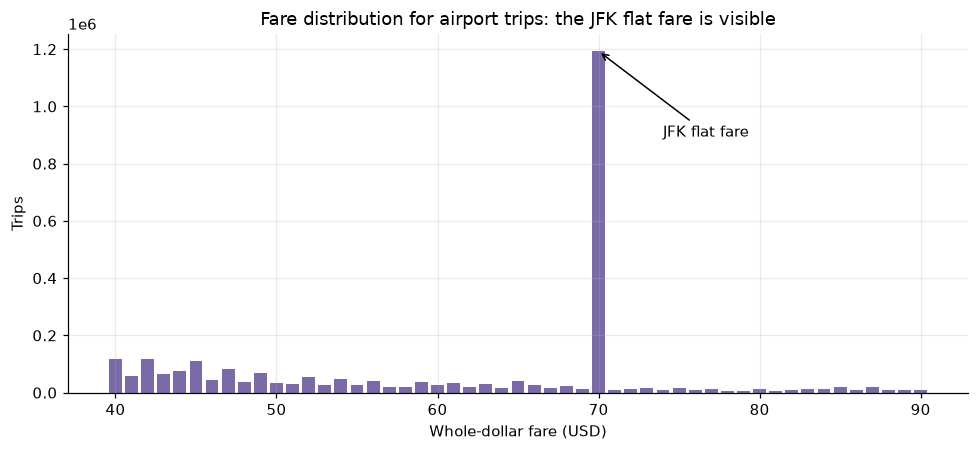 Fare distribution for airport trips: the JFK flat fare is visible
1e6
1.2
1.0
0.8
0.6
0.4
0.2
0.0
Trips
JFK flat fare
40 50 60 70 80 90
Whole-dollar fare (USD)